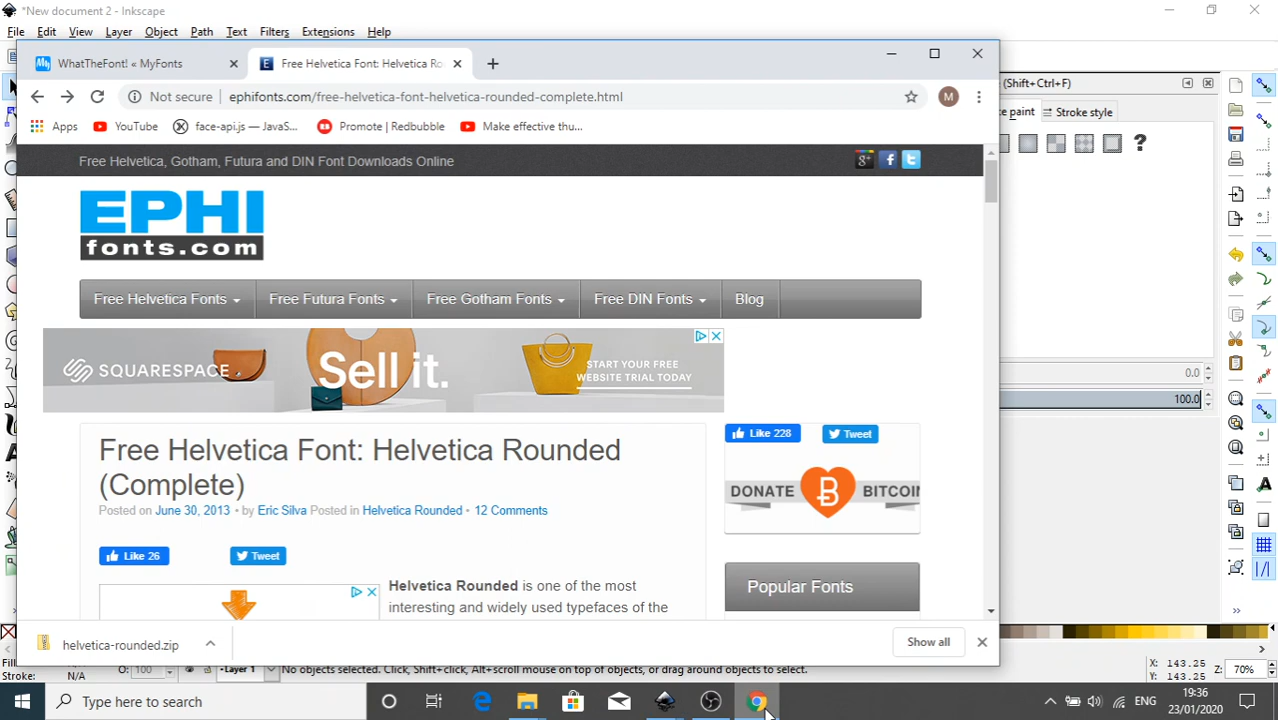 *New document 2 - Inkscape
File Edit View Layer Object Path Text Filters Extensions Help
WhatTheFont! « MyFonts
Free Helvetica Font: Helvetica Ro
(Shift+Ctrl+F)
Not secure
ephifonts.com/free-helvetica-font-helvetica-rounded-complete.html
M
ce paint
Stroke style
Apps
YouTube
face-api.js — JavaS...
Promote | Redbubble
Make effective thu...
?
Free Helvetica, Gotham, Futura and DIN Font Downloads Online
EPHI
fonts.com
Free Helvetica Fonts
Free Futura Fonts
Free Gotham Fonts
Free DIN Fonts
Blog
SQUARESPACE
Sell it.
START YOUR FREE
WEBSITE TRIAL TODAY
0.0
100.0
Free Helvetica Font: Helvetica Rounded
(Complete)
Like 228
Tweet
DONATE
BITCOIN
Posted on June 30, 2013 • by Eric Silva Posted in Helvetica Rounded • 12 Comments
Like 26
Tweet
Helvetica Rounded is one of the most
interesting and widely used typefaces of the
Popular Fonts
helvetica-rounded.zip
Show all
Fil
Stroke:
O: 100
Layer 1
No objects selected. Click, Shift+click, Alt+scroll mouse on top of objects, or drag around objects to select.
X: 143.25
Y: 143.25
Z: 70%
Type here to search
ENG
19:36
23/01/2020